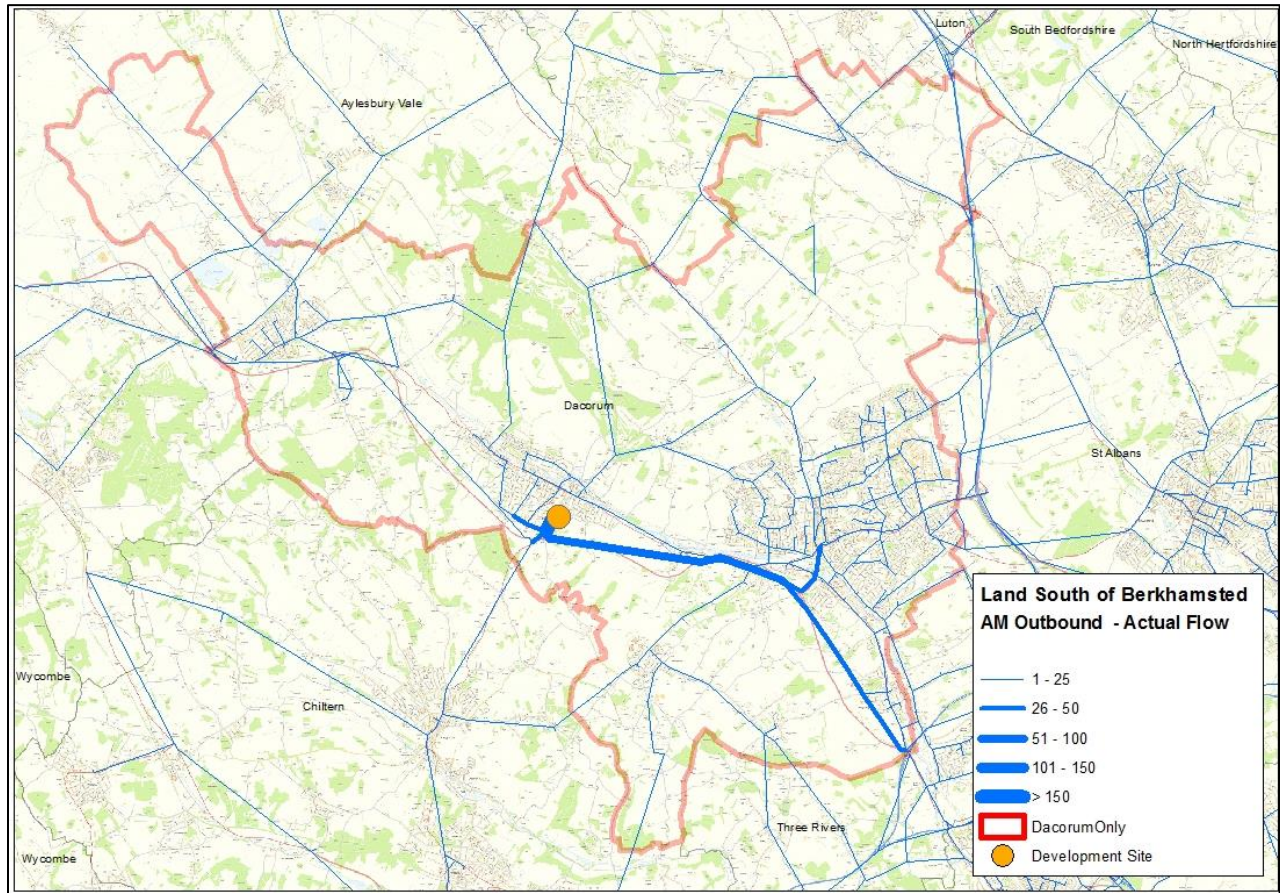 Luton
South Bedfordshire
North Hertfordshire
Aylesbury Vale
Dacorum
St Albans
Wycombe
Chiltern
Three Rivers
Wycombe
Land South of Berkhamsted
AM Outbound - Actual Flow
1 - 25
26 - 50
51 - 100
101 - 150
> 150
DacorumOnly
Development Site